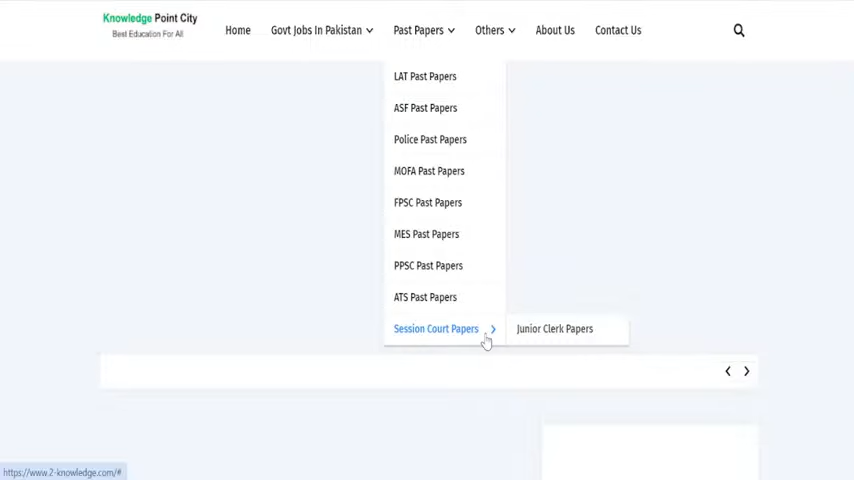 Knowledge Point City
Best Education For All
Home
Govt Jobs In Pakistan
Past Papers
Others
About Us
Contact Us
LAT Past Papers
ASF Past Papers
Police Past Papers
MOFA Past Papers
FPSC Past Papers
MES Past Papers
PPSC Past Papers
ATS Past Papers
Session Court Papers
Junior Clerk Papers
https://www.2-knowledge.com/#